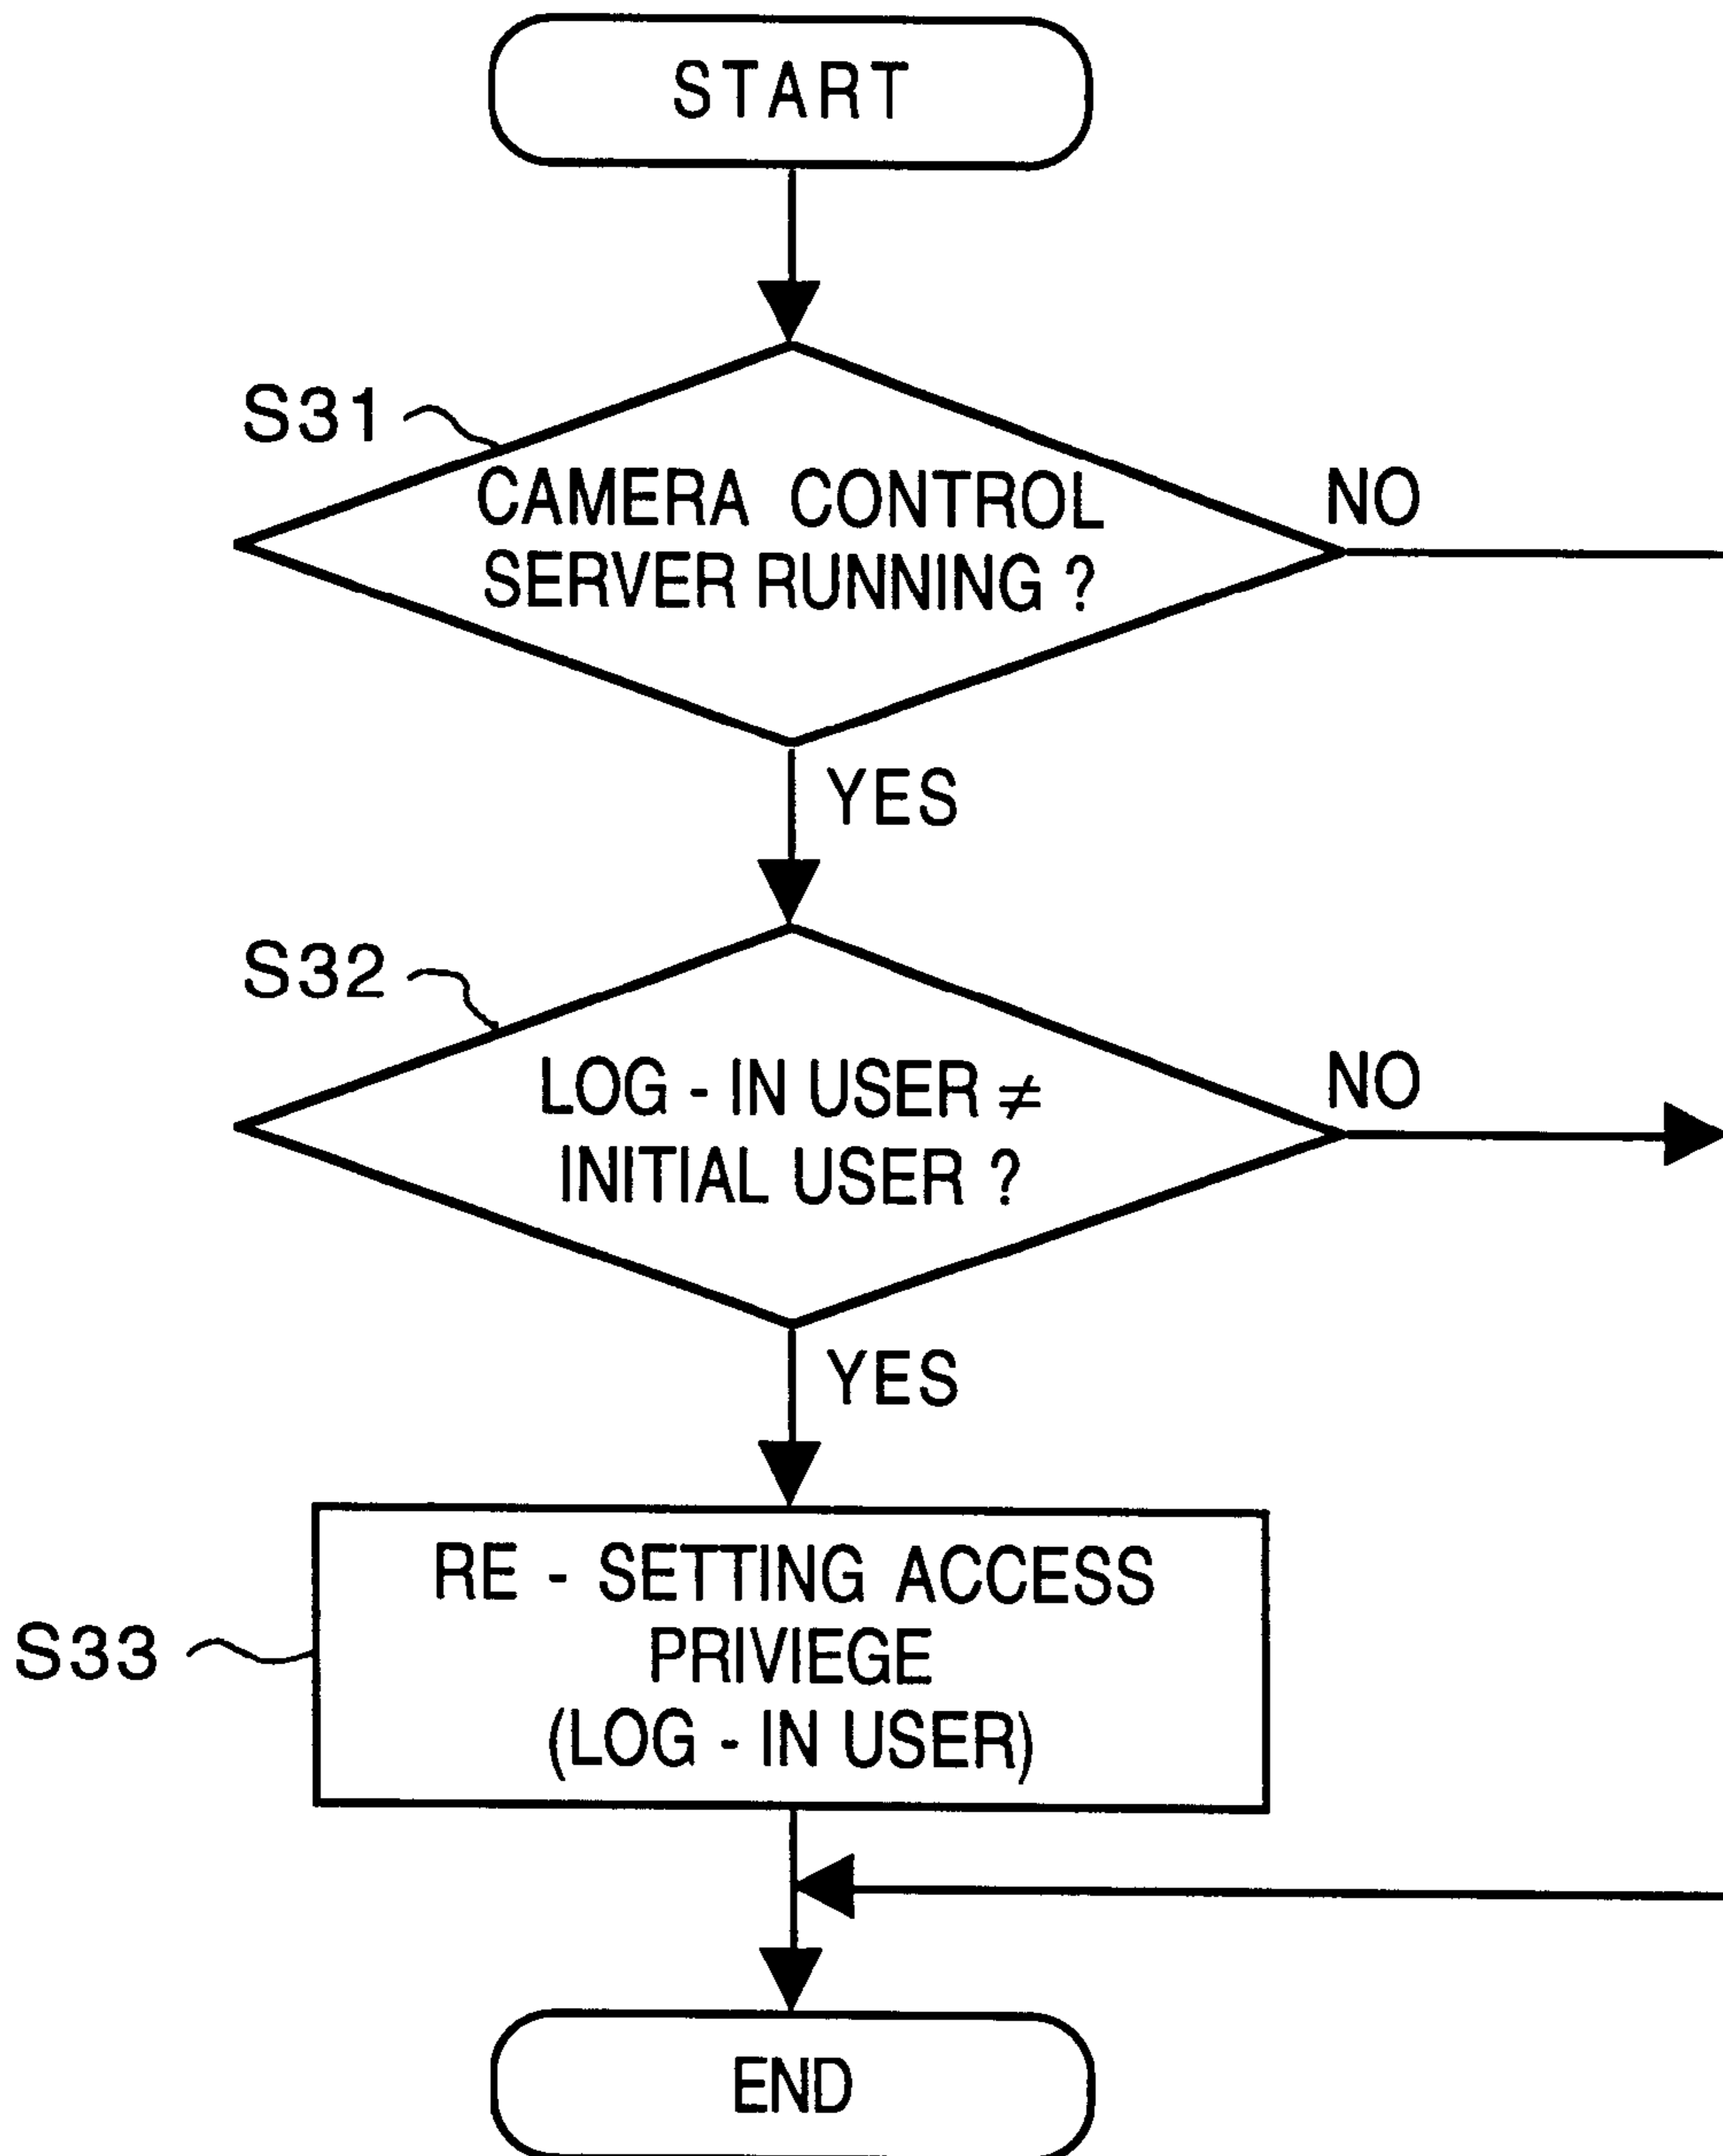 START
S31
CAMERA CONTROL
SERVER RUNNING ?
NO
YES
S32
LOG - IN USER ≠
INITIAL USER ?
NO
YES
S33
RE - SETTING ACCESS
PRIVIEGE
(LOG - IN USER)
END